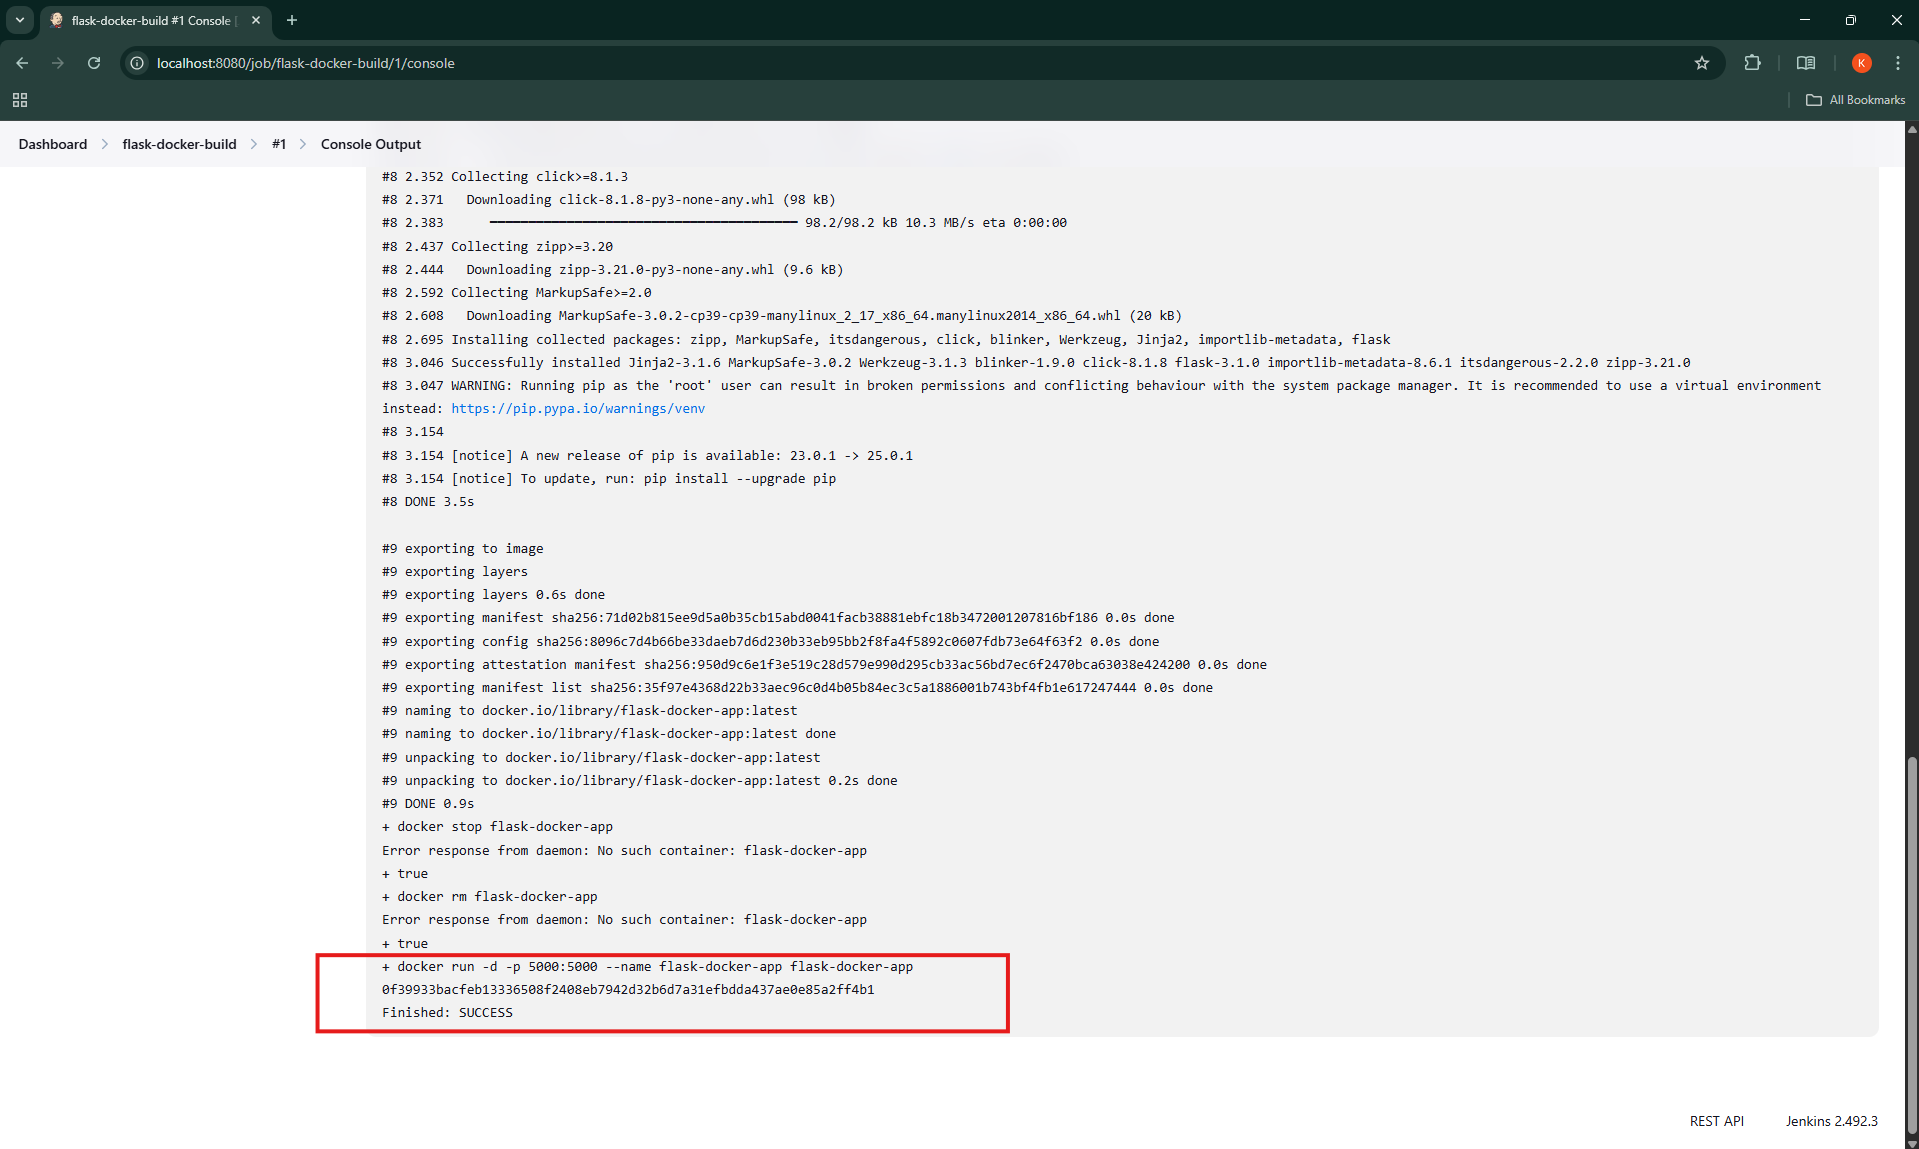 flask-docker-build #1 Console
localhost:8080/job/flask-docker-build/1/console
K
All Bookmarks
Dashboard > flask-docker-build > #1 > Console Output
#8 2.352 Collecting click>=8.1.3
#8 2.371   Downloading click-8.1.8-py3-none-any.whl (98 kB)
#8 2.383      ━━━━━━━━━━━━━━━━━━━━━━━━━━━━━━━━━━━━━━━━ 98.2/98.2 kB 10.3 MB/s eta 0:00:00
#8 2.437 Collecting zipp>=3.20
#8 2.444   Downloading zipp-3.21.0-py3-none-any.whl (9.6 kB)
#8 2.592 Collecting MarkupSafe>=2.0
#8 2.608   Downloading MarkupSafe-3.0.2-cp39-cp39-manylinux_2_17_x86_64.manylinux2014_x86_64.whl (20 kB)
#8 2.695 Installing collected packages: zipp, MarkupSafe, itsdangerous, click, blinker, Werkzeug, Jinja2, importlib-metadata, flask
#8 3.046 Successfully installed Jinja2-3.1.6 MarkupSafe-3.0.2 Werkzeug-3.1.3 blinker-1.9.0 click-8.1.8 flask-3.1.0 importlib-metadata-8.6.1 itsdangerous-2.2.0 zipp-3.21.0
#8 3.047 WARNING: Running pip as the 'root' user can result in broken permissions and conflicting behaviour with the system package manager. It is recommended to use a virtual environment
instead: https://pip.pypa.io/warnings/venv
#8 3.154
#8 3.154 [notice] A new release of pip is available: 23.0.1 -> 25.0.1
#8 3.154 [notice] To update, run: pip install --upgrade pip
#8 DONE 3.5s
#9 exporting to image
#9 exporting layers
#9 exporting layers 0.6s done
#9 exporting manifest sha256:71d02b815ee9d5a0b35cb15abd0041facb38881ebfc18b3472001207816bf186 0.0s done
#9 exporting config sha256:8096c7d4b66be33daeb7d6d230b33eb95bb2f8fa4f5892c0607fdb73e64f63f2 0.0s done
#9 exporting attestation manifest sha256:950d9c6e1f3e519c28d579e990d295cb33ac56bd7ec6f2470bca63038e424200 0.0s done
#9 exporting manifest list sha256:35f97e4368d22b33aec96c0d4b05b84ec3c5a1886001b743bf4fb1e617247444 0.0s done
#9 naming to docker.io/library/flask-docker-app:latest
#9 naming to docker.io/library/flask-docker-app:latest done
#9 unpacking to docker.io/library/flask-docker-app:latest
#9 unpacking to docker.io/library/flask-docker-app:latest 0.2s done
#9 DONE 0.9s
+ docker stop flask-docker-app
Error response from daemon: No such container: flask-docker-app
+ true
+ docker rm flask-docker-app
Error response from daemon: No such container: flask-docker-app
+ true
+ docker run -d -p 5000:5000 --name flask-docker-app flask-docker-app
0f39933bacfeb13336508f2408eb7942d32b6d7a31efbdda437ae0e85a2ff4b1
Finished: SUCCESS
REST API
Jenkins 2.492.3